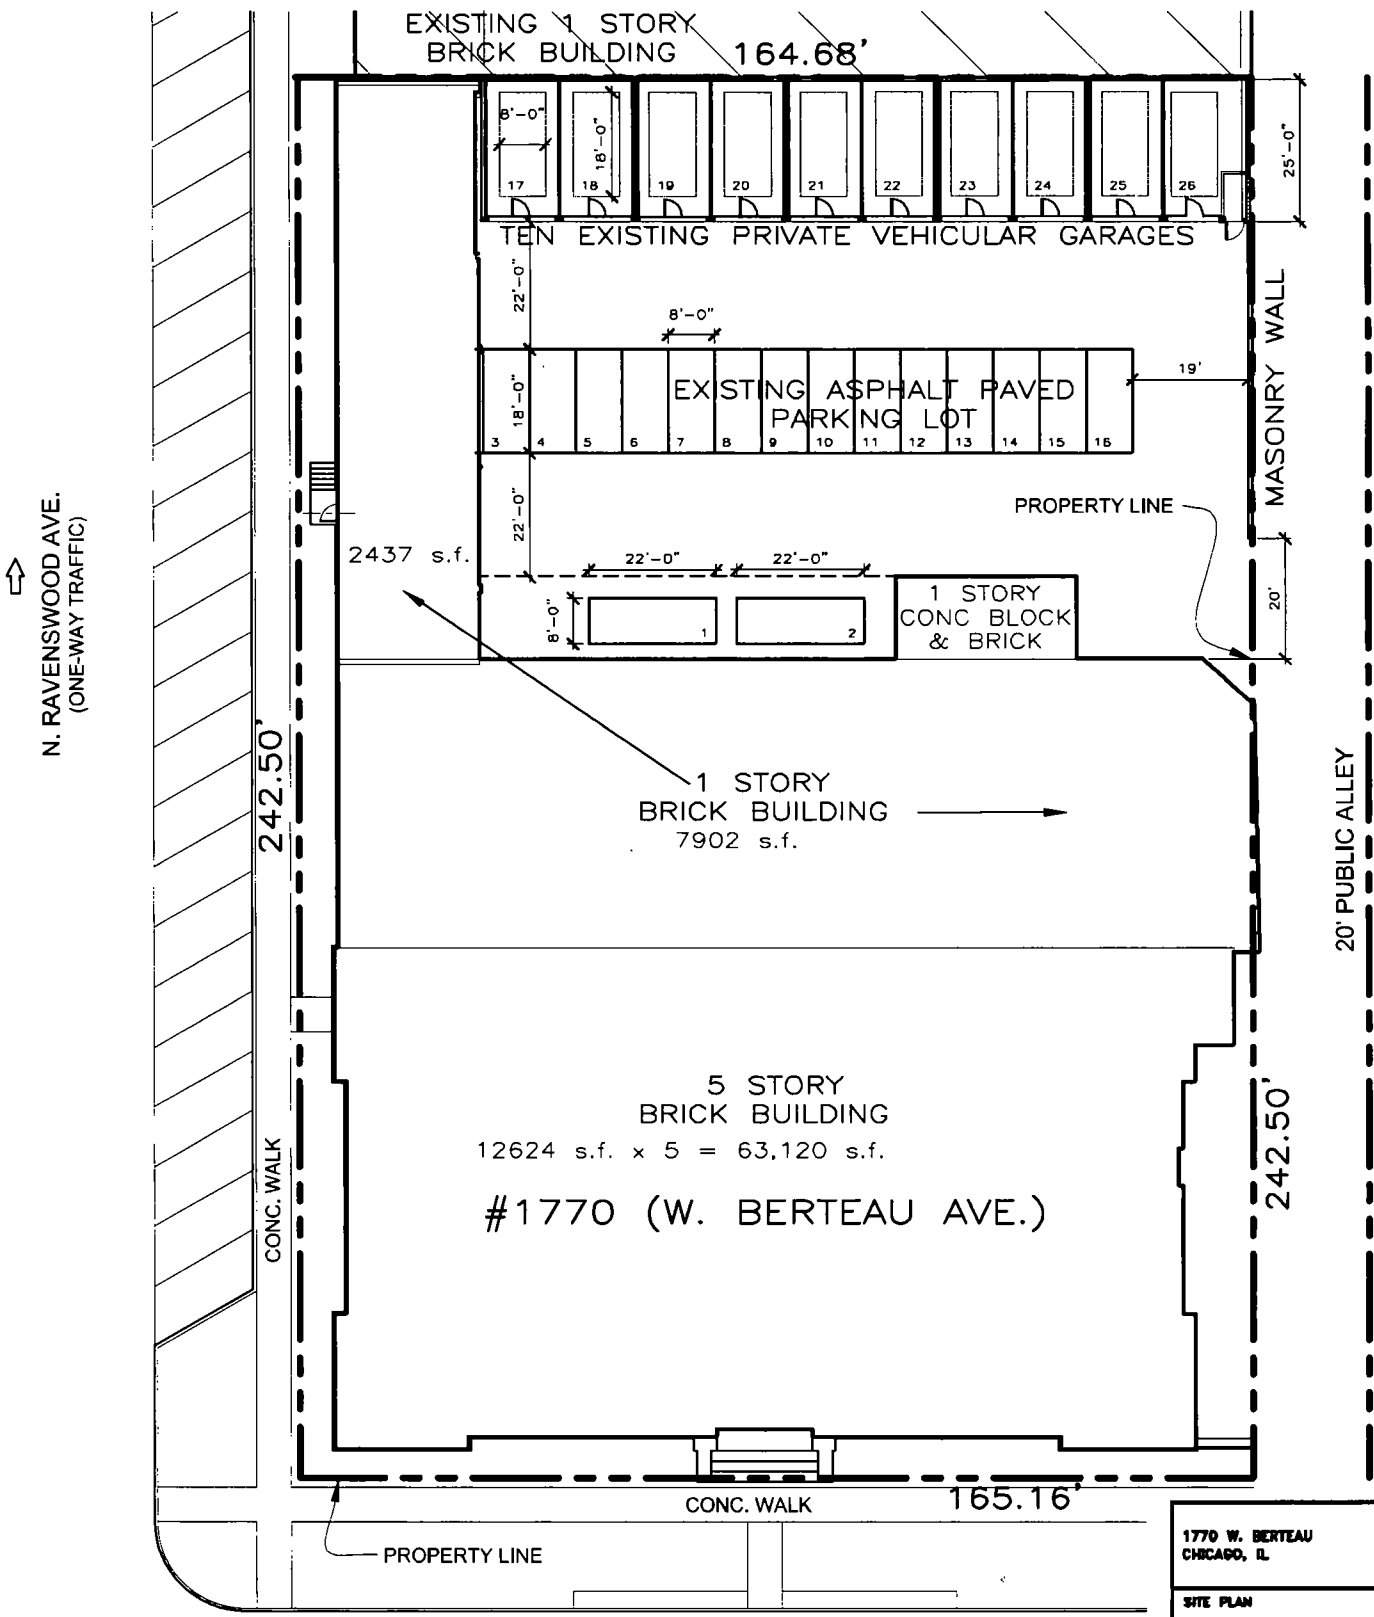 EXISTING 1 STORY
BRICK BUILDING
164.68'
8'-0"
18'-0"
25'-0"
17
18
19
20
21
22
23
24
25
26
TEN EXISTING PRIVATE VEHICULAR GARAGES
22'-0"
8'-0"
MASONRY WALL
19'
18'-0"
EXISTING ASPHALT PAVED
PARKING LOT
3
4
5
6
7
8
9
10
11
12
13
14
15
16
N. RAVENSWOOD AVE.
(ONE-WAY TRAFFIC)
22'-0"
PROPERTY LINE
2437 s.f.
22'-0"
22'-0"
8'-0"
1
2
1 STORY
CONC BLOCK
& BRICK
20'
242.50'
1 STORY
BRICK BUILDING
7902 s.f.
20' PUBLIC ALLEY
5 STORY
BRICK BUILDING
12624 s.f. x 5 = 63,120 s.f.
#1770 (W. BERTEAU AVE.)
242.50'
CONC. WALK
CONC. WALK
165.16'
PROPERTY LINE
1770 W. BERTEAU
CHICAGO, IL
SITE PLAN